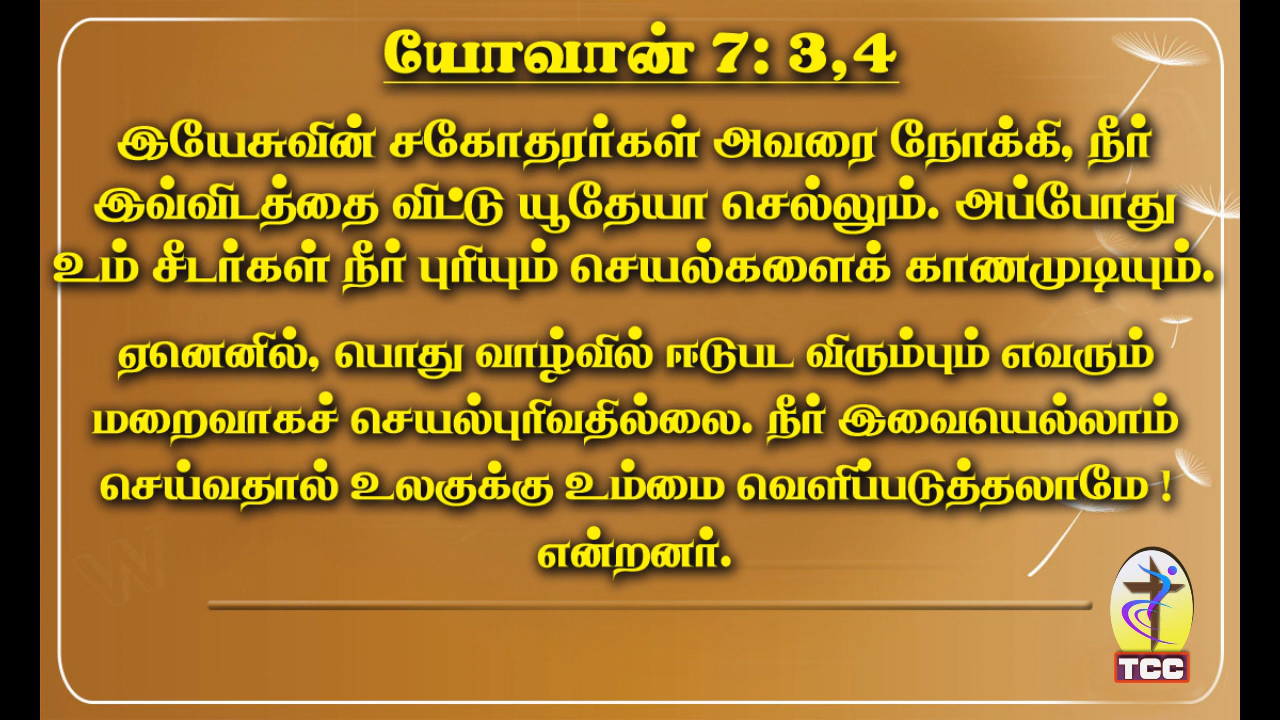 யோவான் 7: 3,4
இயேசுவின் சகோதரர்கள் அவரை நோக்கி, நீர்
இவ்விடத்தை விட்டு யூதேயா செல்லும். அப்போது
உம் சீடர்கள் நீர் புரியும் செயல்களைக் காணமுடியும்.
ஏனெனில், பொது வாழ்வில் ஈடுபட விரும்பும் எவரும்
மறைவாகச் செயல்புரிவதில்லை. நீர் இவையெல்லாம்
செய்வதால் உலகுக்கு உம்மை வெளிப்படுத்தலாமே !
என்றனர்.
TCC